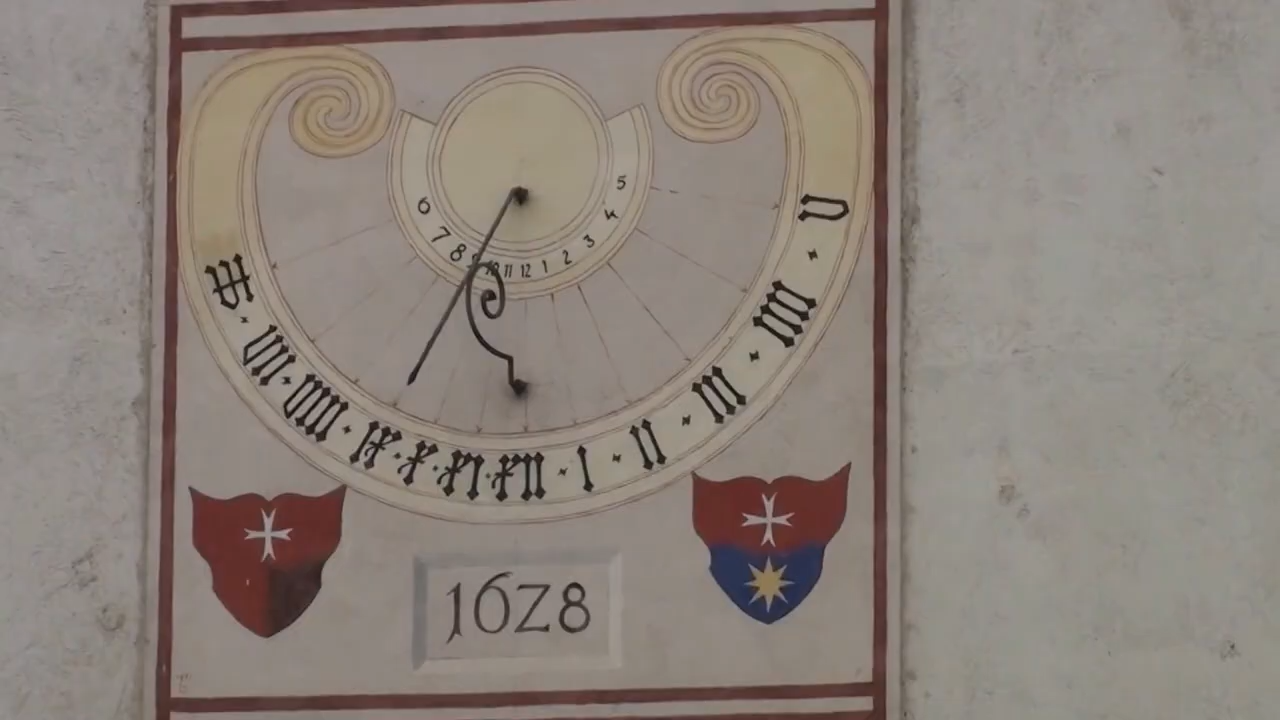 6 7 8 9 10 11 12 1 2 3 4 5
VI · VII · VIII · IX · X · XI · XII · I · II · III · IIII · V
1628